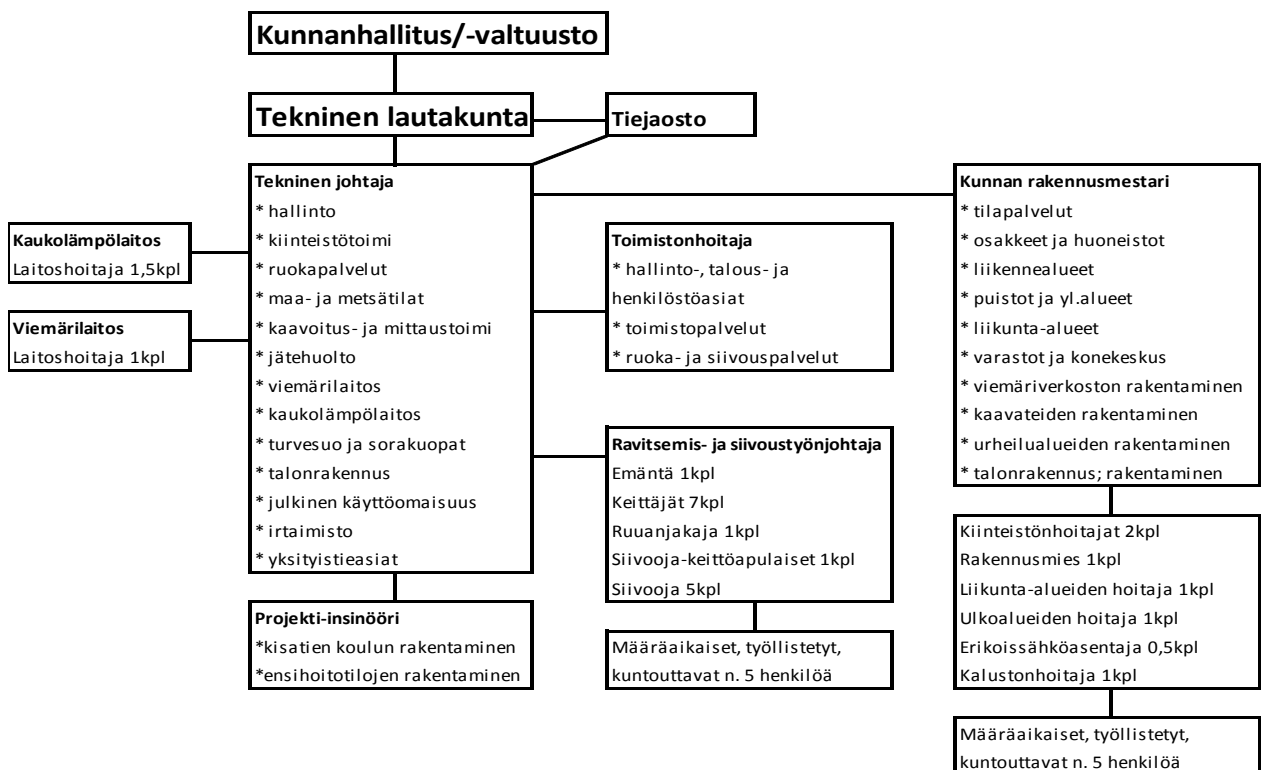 Kunnanhallitus/-valtuusto
Tekninen lautakunta
Tiejaosto
Tekninen johtaja
* hallinto
* kiinteistötoimi
* ruokapalvelut
* maa- ja metsätilat
* kaavoitus- ja mittaustoimi
* jätehuolto
* viemärilaitos
* kaukolämpölaitos
* turvesuo ja sorakuopat
* talonrakennus
* julkinen käyttöomaisuus
* irtaimisto
* yksityistieasiat
Kaukolämpölaitos
Laitoshoitaja 1,5kpl
Viemärilaitos
Laitoshoitaja 1kpl
Projekti-insinööri
*kisatien koulun rakentaminen
*ensihoitotilojen rakentaminen
Toimistonhoitaja
* hallinto-, talous- ja
henkilöstöasiat
* toimistopalvelut
* ruoka- ja siivouspalvelut
Ravitsemis- ja siivoustyönjohtaja
Emäntä 1kpl
Keittäjät 7kpl
Ruuanjakaja 1kpl
Siivooja-keittöapulaiset 1kpl
Siivooja 5kpl
Määräaikaiset, työllistetyt,
kuntouttavat n. 5 henkilöä
Kunnan rakennusmestari
* tilapalvelut
* osakkeet ja huoneistot
* liikennealueet
* puistot ja yl.alueet
* liikunta-alueet
* varastot ja konekeskus
* viemäriverkoston rakentaminen
* kaavateiden rakentaminen
* urheilualueiden rakentaminen
* talonrakennus; rakentaminen
Kiinteistönhoitajat 2kpl
Rakennusmies 1kpl
Liikunta-alueiden hoitaja 1kpl
Ulkoalueiden hoitaja 1kpl
Erikoissähköasentaja 0,5kpl
Kalustonhoitaja 1kpl
Määräaikaiset, työllistetyt,
kuntouttavat n. 5 henkilöä